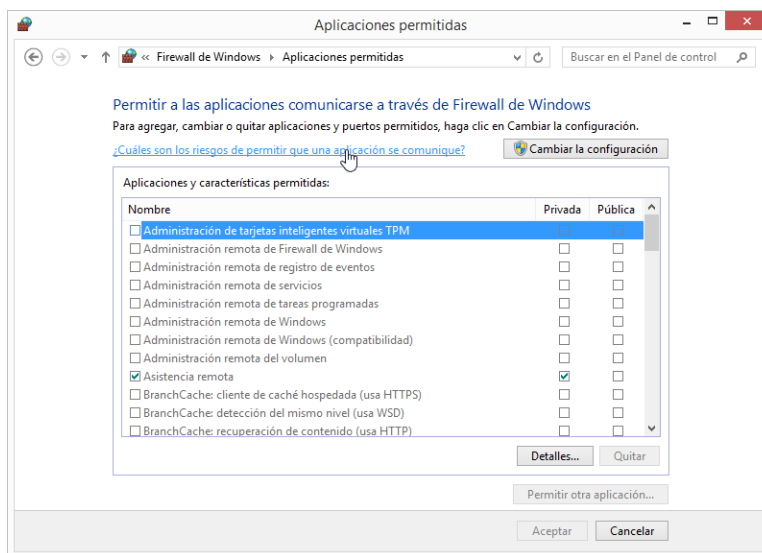 Aplicaciones permitidas
« Firewall de Windows Aplicaciones permitidas Buscar en el Panel de control
Permitir a las aplicaciones comunicarse a través de Firewall de Windows
Para agregar, cambiar o quitar aplicaciones y puertos permitidos, haga clic en Cambiar la configuración.
¿Cuáles son los riesgos de permitir que una aplicación se comunique? Cambiar la configuración
Aplicaciones y características permitidas:
Nombre Privada Pública
Administración de tarjetas inteligentes virtuales TPM
Administración remota de Firewall de Windows
Administración remota de registro de eventos
Administración remota de servicios
Administración remota de tareas programadas
Administración remota de Windows
Administración remota de Windows (compatibilidad)
Administración remota del volumen
Asistencia remota
BranchCache: cliente de caché hospedada (usa HTTPS)
BranchCache: detección del mismo nivel (usa WSD)
BranchCache: recuperación de contenido (usa HTTP)
Detalles... Quitar
Permitir otra aplicación...
Aceptar Cancelar